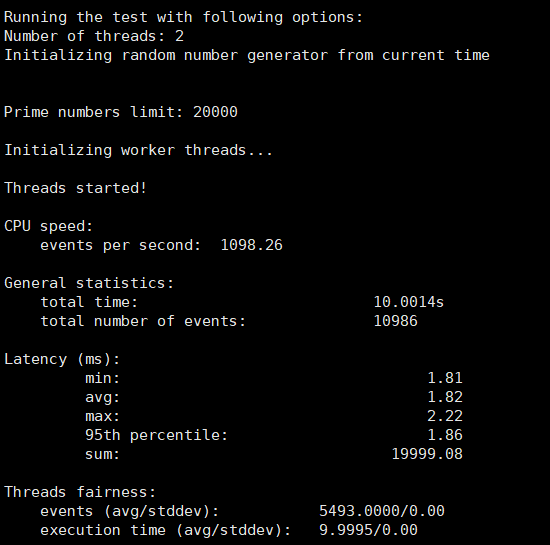 Running the test with following options:
Number of threads: 2
Initializing random number generator from current time
Prime numbers limit: 20000
Initializing worker threads...
Threads started!
CPU speed:
events per second: 1098.26
General statistics:
total time: 10.0014s
total number of events: 10986
Latency (ms):
min: 1.81
avg: 1.82
max: 2.22
95th percentile: 1.86
sum: 19999.08
Threads fairness:
events (avg/stddev): 5493.0000/0.00
execution time (avg/stddev): 9.9995/0.00